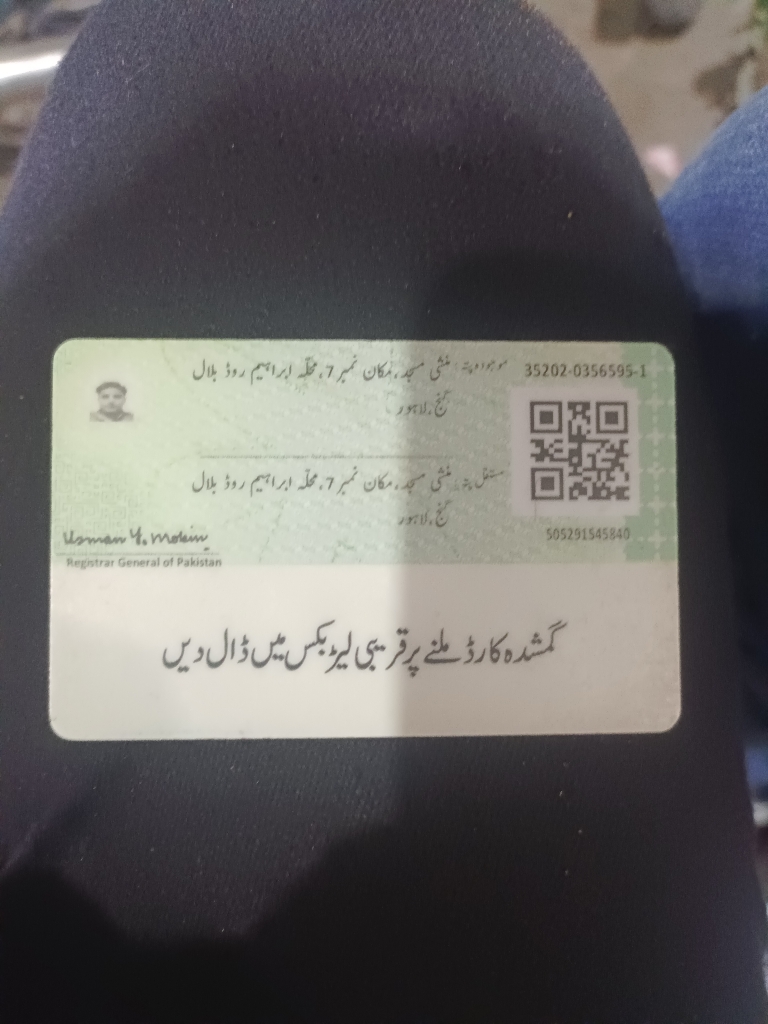 موجودہ پتہ: منشی مسجد، مکان نمبر 7، محلّہ ابراہیم روڈ بلال
گنج، لاہور
35202-0356595-1
مستقل پتہ: منشی مسجد، مکان نمبر 7، محلّہ ابراہیم روڈ بلال
گنج، لاہور
505291545840
Usman Y. Mobin
Registrar General of Pakistan
گمشدہ کارڈ ملنے پر قریبی لیٹر بکس میں ڈال دیں